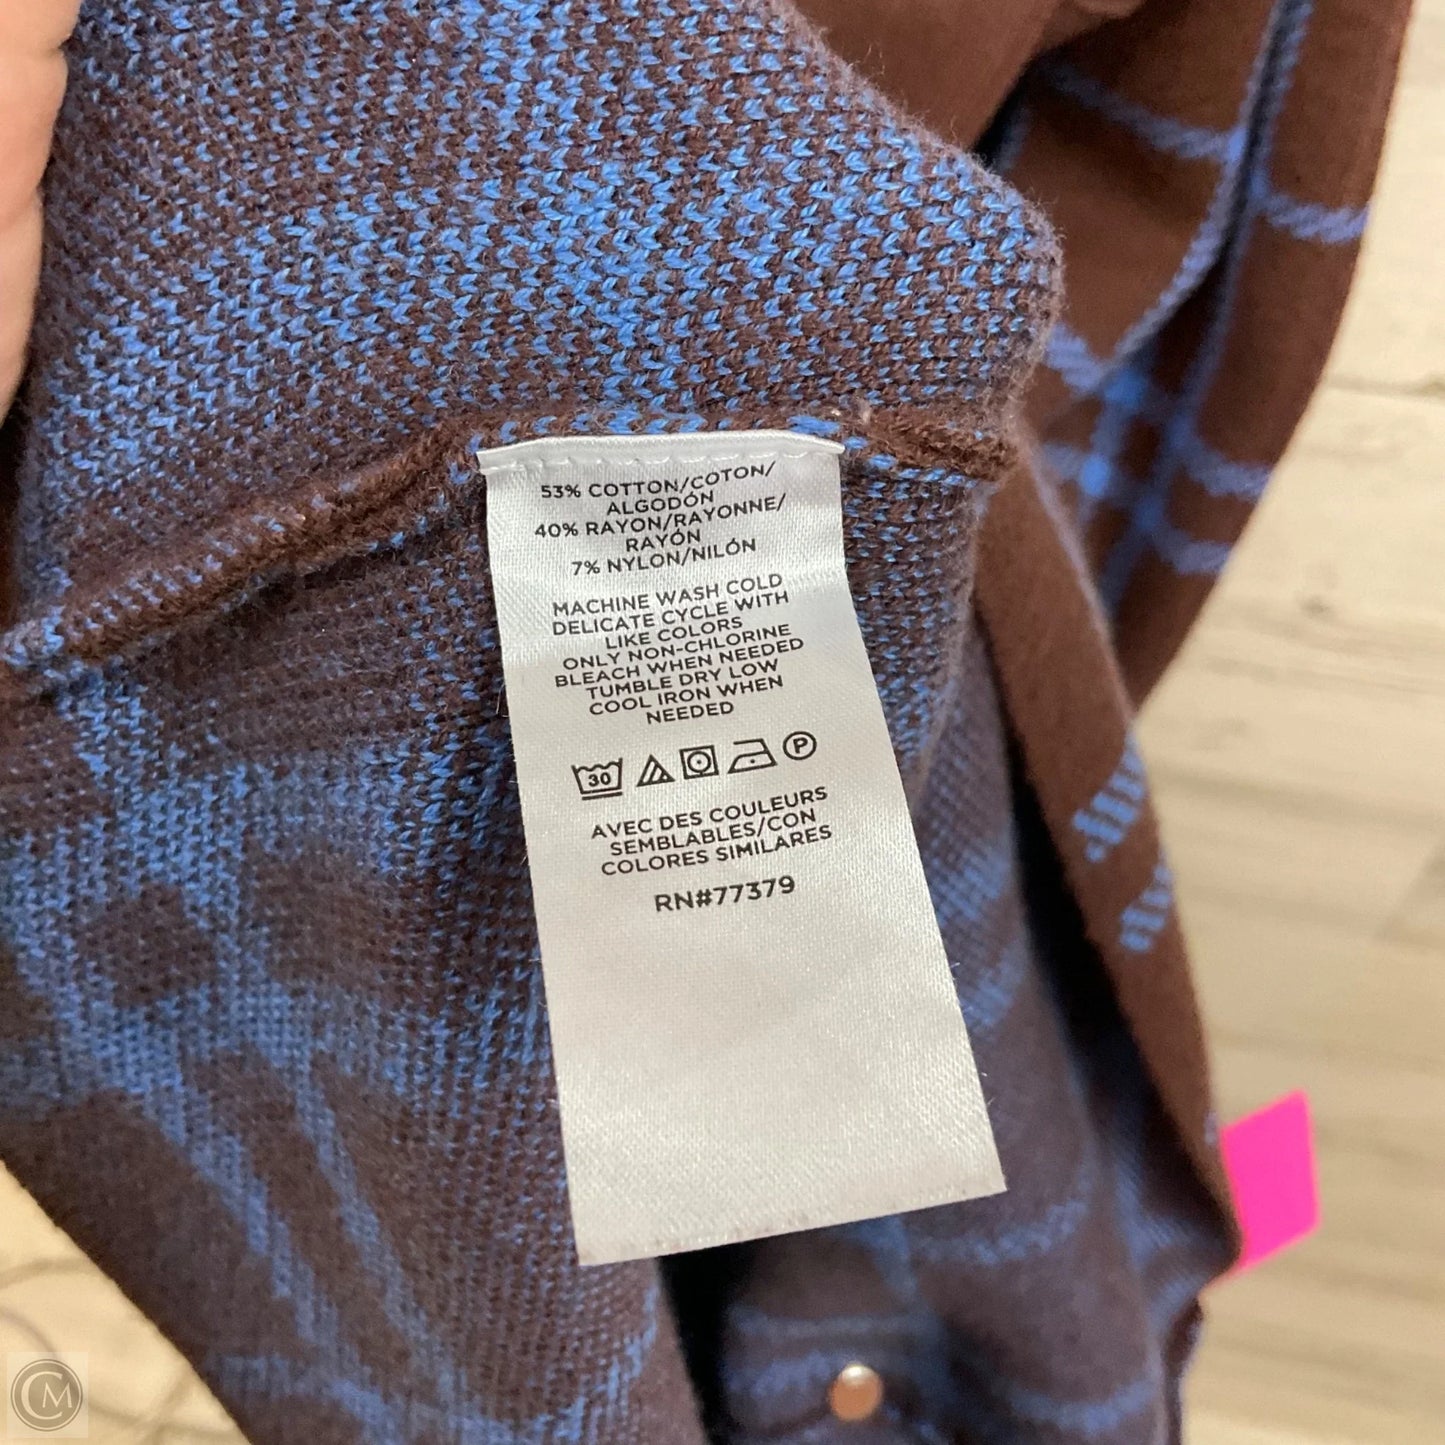 53% COTTON/COTON/
ALGODÓN
40% RAYON/RAYONNE/
RAYÓN
7% NYLON/NILÓN
MACHINE WASH COLD
DELICATE CYCLE WITH
LIKE COLORS
ONLY NON-CHLORINE
BLEACH WHEN NEEDED
TUMBLE DRY LOW
COOL IRON WHEN
NEEDED
30 P
AVEC DES COULEURS
SEMBLABLES/CON
COLORES SIMILARES
RN#77379
CM